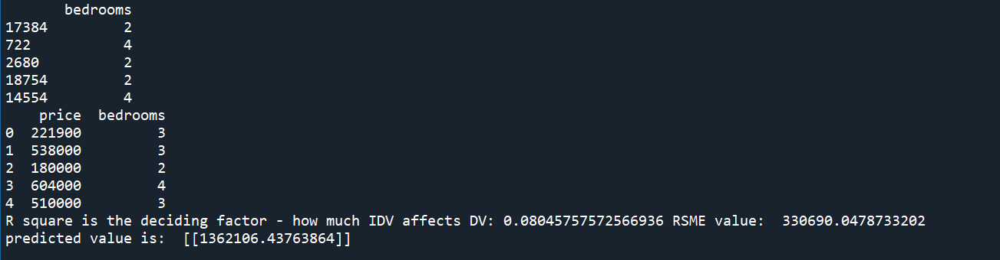 bedrooms
17384 2
722 4
2680 2
18754 2
14554 4
price bedrooms
0 221900 3
1 538000 3
2 180000 2
3 604000 4
4 510000 3
R square is the deciding factor - how much IDV affects DV: 0.08045757572566936 RSME value: 330690.0478733202
predicted value is: [[1362106.43763864]]